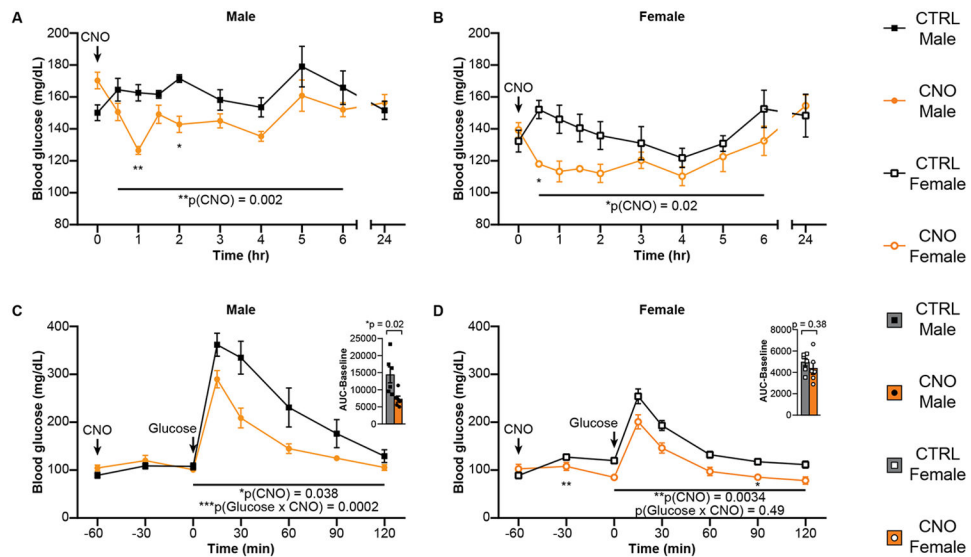 A
Male
CNO
Blood glucose (mg/dL)
200
180
160
140
120
100
80
**
*
**p(CNO) = 0.002
0
1
2
3
4
5
6
24
Time (hr)
B
Female
CNO
Blood glucose (mg/dL)
200
180
160
140
120
100
80
*
*p(CNO) = 0.02
0
1
2
3
4
5
6
24
Time (hr)
CTRL
Male
CNO
Male
CTRL
Female
CNO
Female
C
Male
Blood glucose (mg/dL)
400
300
200
100
0
CNO
Glucose
*p = 0.02
AUC-Baseline
25000
20000
15000
10000
5000
0
*p(CNO) = 0.038
***p(Glucose x CNO) = 0.0002
-60
-30
0
30
60
90
120
Time (min)
D
Female
Blood glucose (mg/dL)
400
300
200
100
0
CNO
Glucose
p = 0.38
AUC-Baseline
8000
6000
4000
2000
0
**
*
**p(CNO) = 0.0034
p(Glucose x CNO) = 0.49
-60
-30
0
30
60
90
120
Time (min)
CTRL
Male
CNO
Male
CTRL
Female
CNO
Female